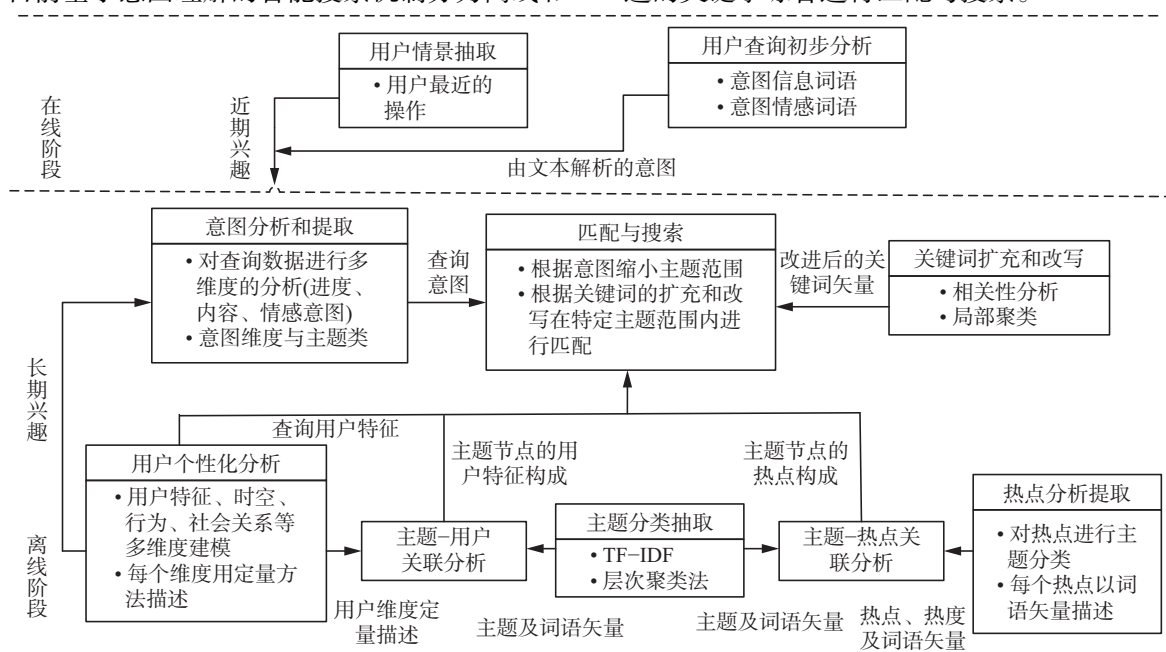 用户情景抽取
• 用户最近的
操作
用户查询初步分析
• 意图信息词语
• 意图情感词语
在线阶段
近期兴趣
由文本解析的意图
意图分析和提取
• 对查询数据进行多
维度的分析(进度、
内容、情感意图)
• 意图维度与主题类
查询
意图
匹配与搜索
• 根据意图缩小主题范围
• 根据关键词的扩充和改
写在特定主题范围内进
行匹配
改进后的关
键词矢量
关键词扩充和改写
• 相关性分析
• 局部聚类
长期兴趣
查询用户特征
主题节点的用
户特征构成
主题节点的
热点构成
用户个性化分析
• 用户特征、时空、
行为、社会关系等
多维度建模
• 每个维度用定量方
法描述
离线阶段
主题−用户
关联分析
主题分类抽取
• TF−IDF
• 层次聚类法
主题−热点关
联分析
热点分析提取
• 对热点进行主
题分类
• 每个热点以词
语矢量描述
用户维度定
量描述
主题及词语矢量
主题及词语矢量
热点、热度
及词语矢量